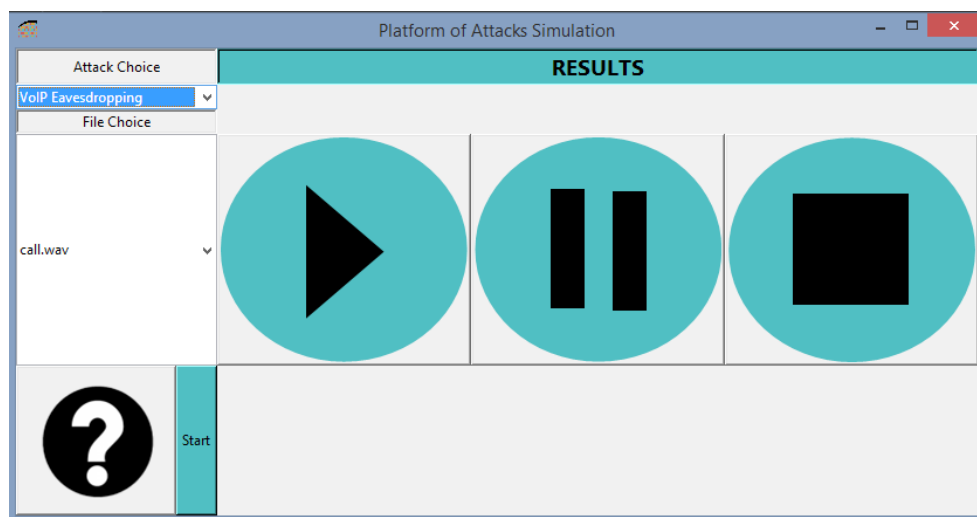 Platform of Attacks Simulation
Attack Choice
RESULTS
VoIP Eavesdropping
File Choice
call.wav
?
Start